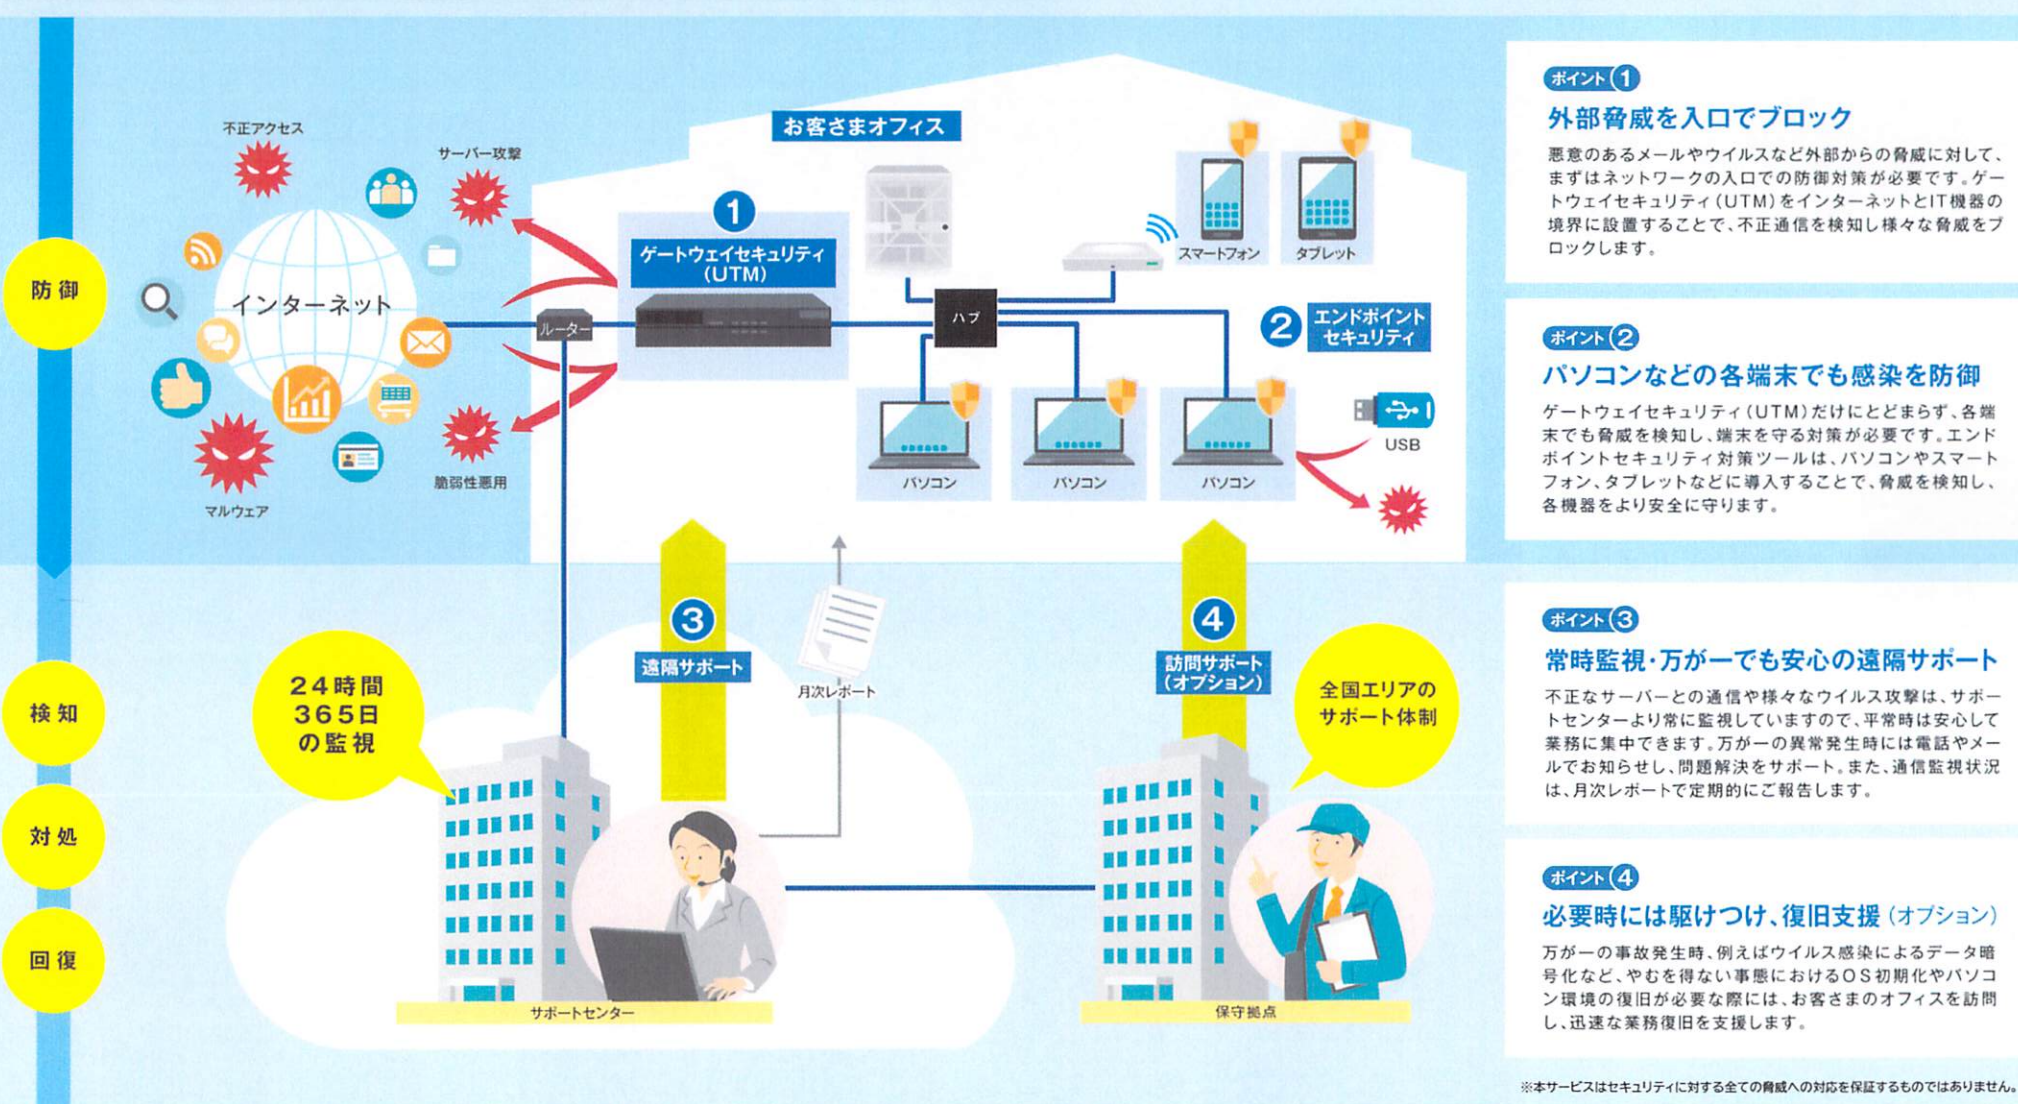 防御
検知
対処
回復
不正アクセス
サーバー攻撃
インターネット
マルウェア
脆弱性悪用
ルーター
お客さまオフィス
1
ゲートウェイセキュリティ
(UTM)
ハブ
スマートフォン
タブレット
2
エンドポイント
セキュリティ
パソコン
パソコン
パソコン
USB
3
遠隔サポート
月次レポート
4
訪問サポート
(オプション)
24時間
365日
の監視
全国エリアの
サポート体制
サポートセンター
保守拠点
ポイント1
外部脅威を入口でブロック
悪意のあるメールやウイルスなど外部からの脅威に対して、
まずはネットワークの入口での防御対策が必要です。ゲー
トウェイセキュリティ(UTM)をインターネットとIT機器の
境界に設置することで、不正通信を検知し様々な脅威をブ
ロックします。
ポイント2
パソコンなどの各端末でも感染を防御
ゲートウェイセキュリティ(UTM)だけにとどまらず、各端
末でも脅威を検知し、端末を守る対策が必要です。エンド
ポイントセキュリティ対策ツールは、パソコンやスマート
フォン、タブレットなどに導入することで、脅威を検知し、
各機器をより安全に守ります。
ポイント3
常時監視・万が一でも安心の遠隔サポート
不正なサーバーとの通信や様々なウイルス攻撃は、サポー
トセンターより常に監視していますので、平常時は安心して
業務に集中できます。万が一の異常発生時には電話やメー
ルでお知らせし、問題解決をサポート。また、通信監視状況
は、月次レポートで定期的にご報告します。
ポイント4
必要時には駆けつけ、復旧支援(オプション)
万が一の事故発生時、例えばウイルス感染によるデータ暗
号化など、やむを得ない事態におけるOS初期化やパソコ
ン環境の復旧が必要な際には、お客さまのオフィスを訪問
し、迅速な業務復旧を支援します。
※本サービスはセキュリティに対する全ての脅威への対応を保証するものではありません。